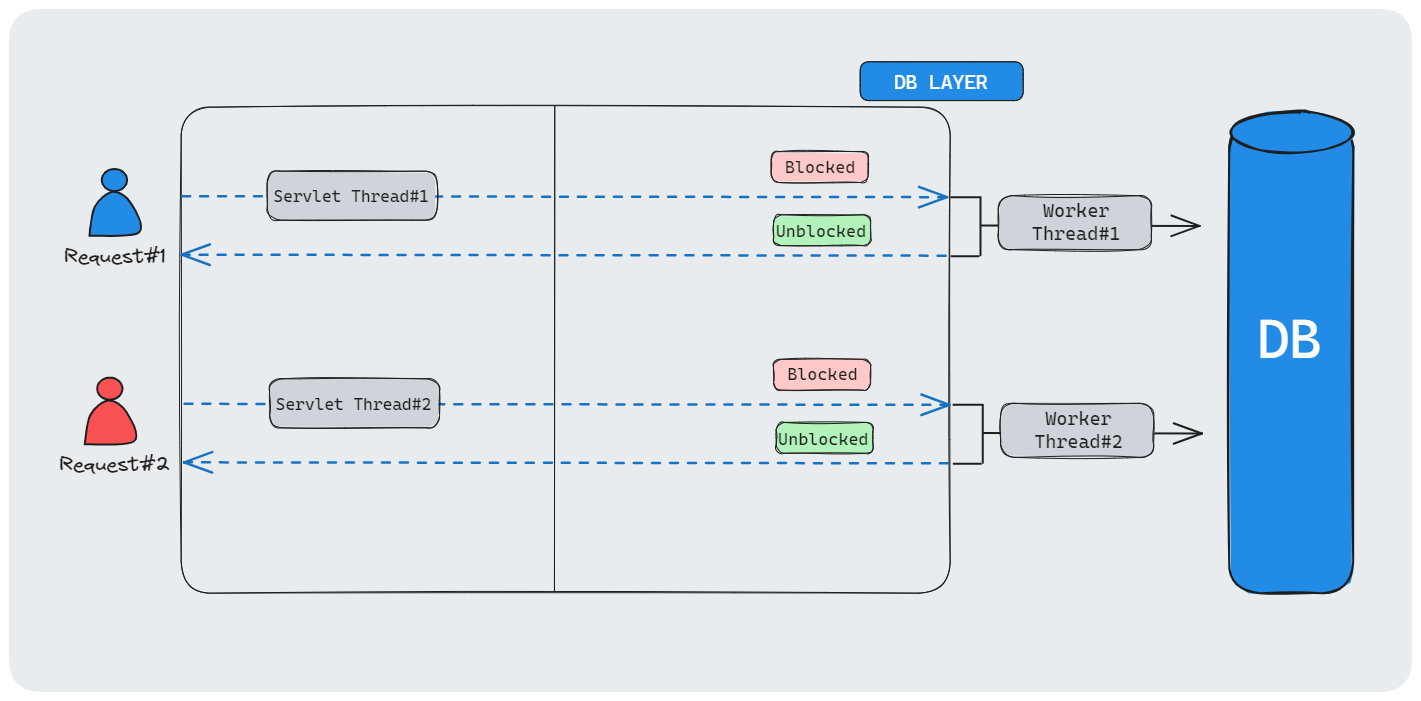 DB LAYER
Blocked
Servlet Thread#1
Unblocked
Worker
Thread#1
Request#1
DB
Blocked
Servlet Thread#2
Unblocked
Worker
Thread#2
Request#2